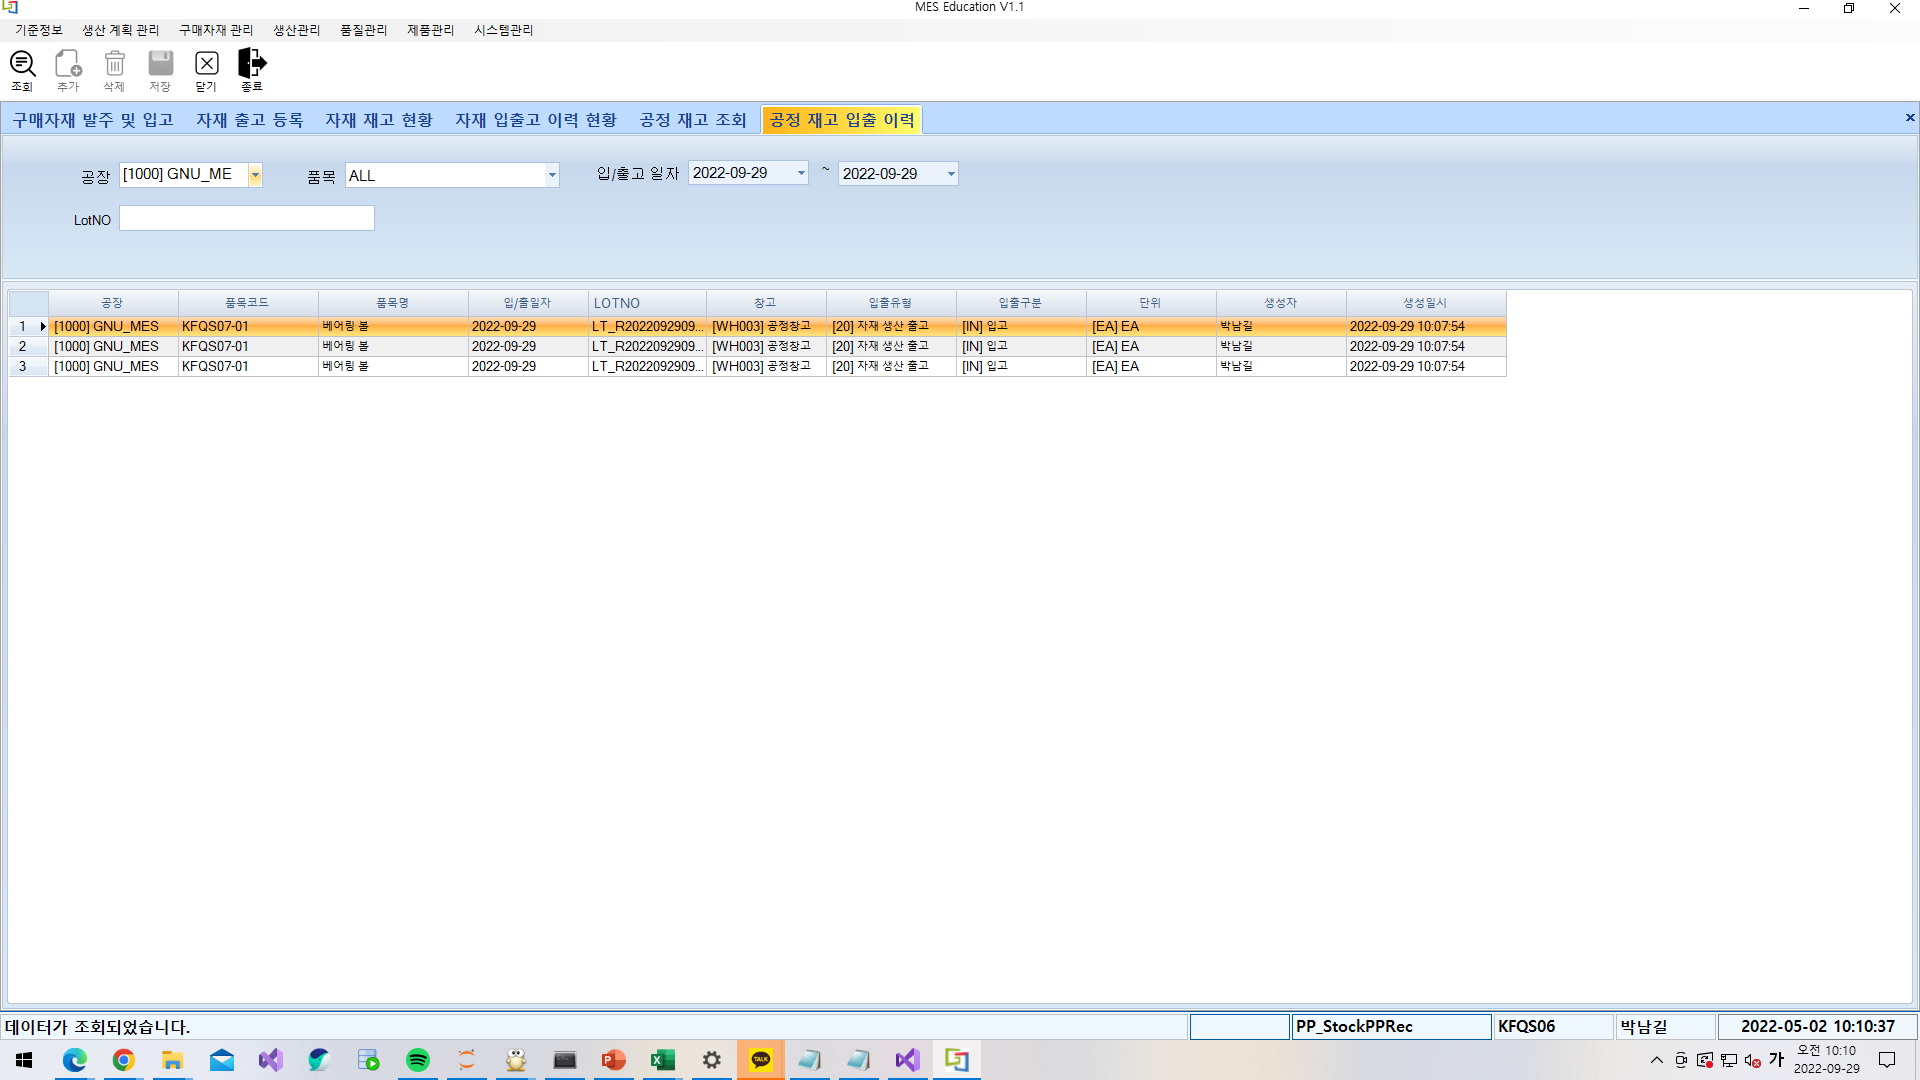 MES Education V1.1
기준정보 생산 계획 관리 구매자재 관리 생산관리 품질관리 제품관리 시스템관리
조회 추가 삭제 저장 닫기 종료
구매자재 발주 및 입고 자재 출고 등록 자재 재고 현황 자재 입출고 이력 현황 공정 재고 조회 공정 재고 입출 이력
공장 [1000] GNU_ME 품목 ALL 입/출고 일자 2022-09-29 ~ 2022-09-29
LotNO
공장 품목코드 품목명 입/출일자 LOTNO 창고 입출유형 입출구분 단위 생성자 생성일시
1 [1000] GNU_MES KFQS07-01 베어링 볼 2022-09-29 LT_R2022092909... [WH003] 공정창고 [20] 자재 생산 출고 [IN] 입고 [EA] EA 박남길 2022-09-29 10:07:54
2 [1000] GNU_MES KFQS07-01 베어링 볼 2022-09-29 LT_R2022092909... [WH003] 공정창고 [20] 자재 생산 출고 [IN] 입고 [EA] EA 박남길 2022-09-29 10:07:54
3 [1000] GNU_MES KFQS07-01 베어링 볼 2022-09-29 LT_R2022092909... [WH003] 공정창고 [20] 자재 생산 출고 [IN] 입고 [EA] EA 박남길 2022-09-29 10:07:54
데이터가 조회되었습니다. PP_StockPPRec KFQS06 박남길 2022-05-02 10:10:37
TALK 가 오전 10:10
2022-09-29